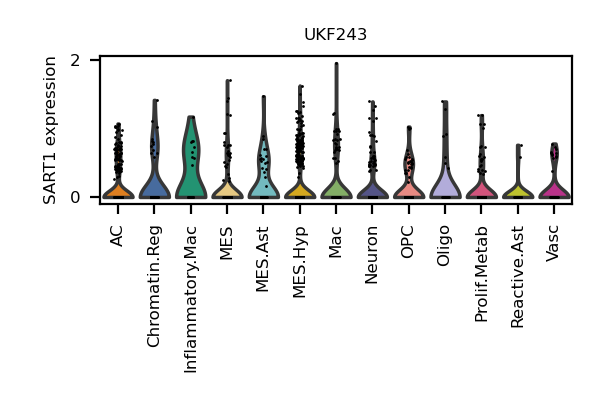 UKF243
SART1 expression
2
0
AC
Chromatin.Reg
Inflammatory.Mac
MES
MES.Ast
MES.Hyp
Mac
Neuron
OPC
Oligo
Prolif.Metab
Reactive.Ast
Vasc